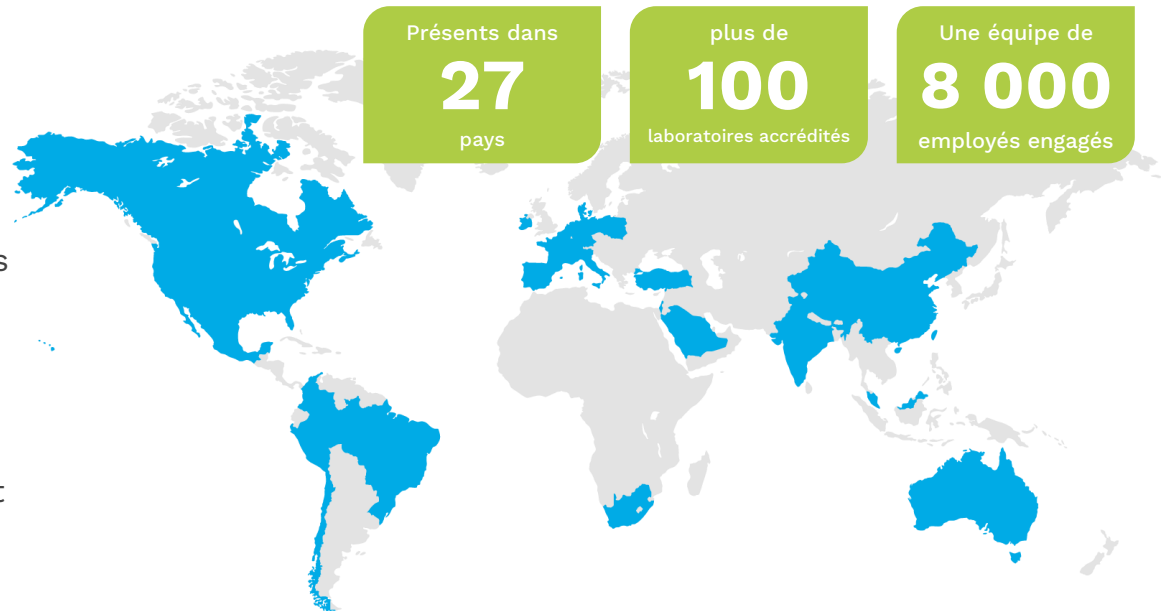 Présents dans
27
pays
plus de
100
laboratoires accrédités
Une équipe de
8 000
employés engagés
s
t